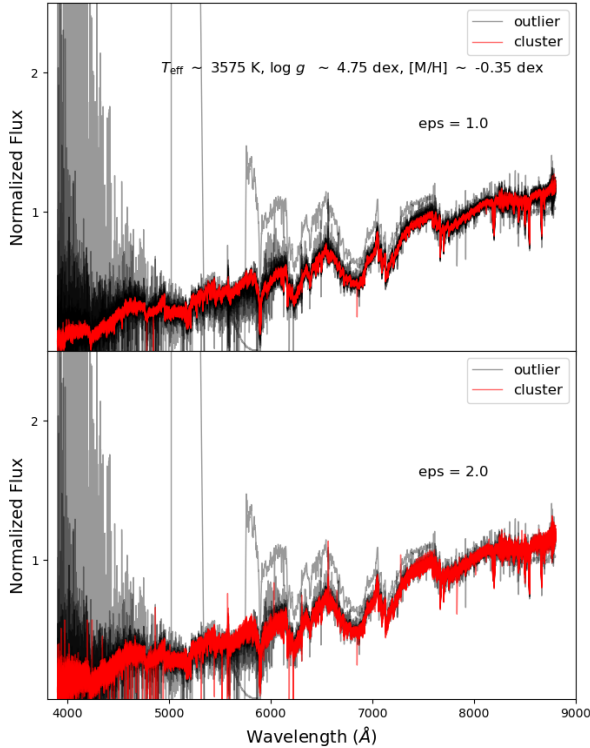 outlier
cluster
T_eff ~ 3575 K, log g ~ 4.75 dex, [M/H] ~ -0.35 dex
eps = 1.0
2
1
Normalized Flux
outlier
cluster
eps = 2.0
2
1
Normalized Flux
4000 5000 6000 7000 8000 9000
Wavelength (Å)